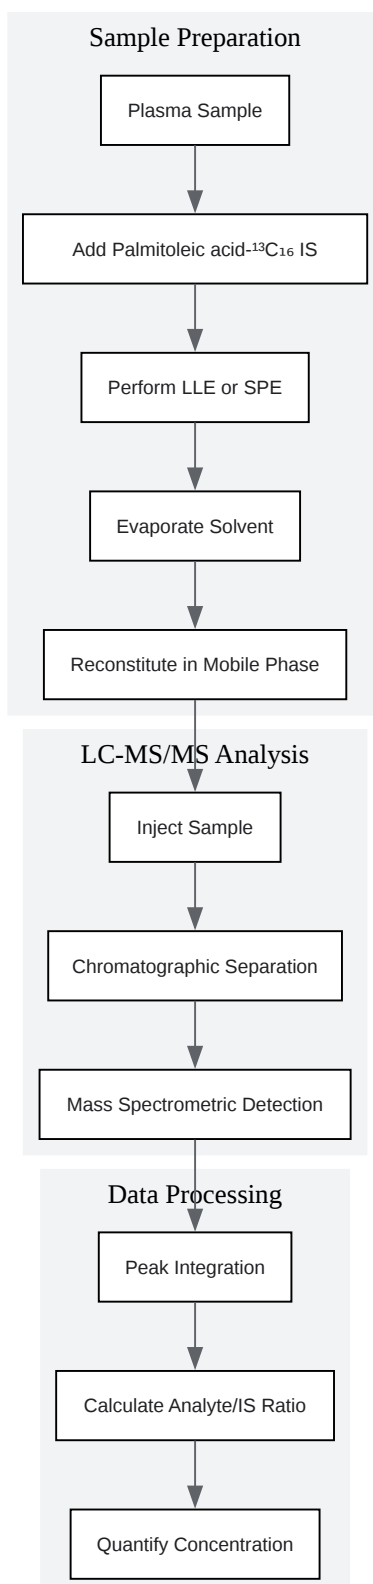 Sample Preparation
Plasma Sample
Add Palmitoleic acid-¹³C₁₆ IS
Perform LLE or SPE
Evaporate Solvent
Reconstitute in Mobile Phase
LC-MS/MS Analysis
Inject Sample
Chromatographic Separation
Mass Spectrometric Detection
Data Processing
Peak Integration
Calculate Analyte/IS Ratio
Quantify Concentration